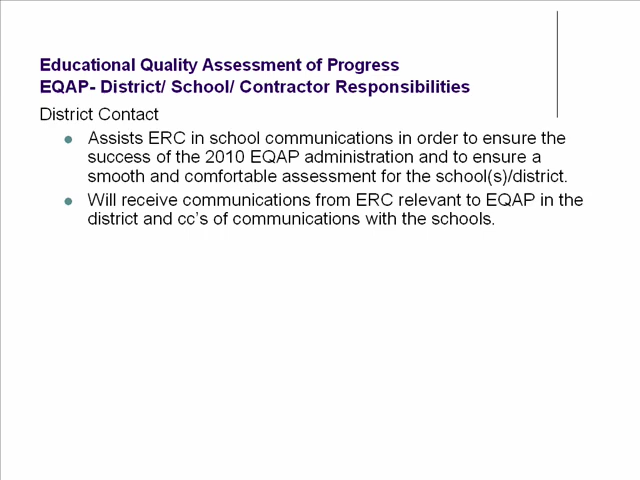 Educational Quality Assessment of Progress
EQAP- District/ School/ Contractor Responsibilities
District Contact
Assists ERC in school communications in order to ensure the
success of the 2010 EQAP administration and to ensure a
smooth and comfortable assessment for the school(s)/district.
Will receive communications from ERC relevant to EQAP in the
district and cc's of communications with the schools.